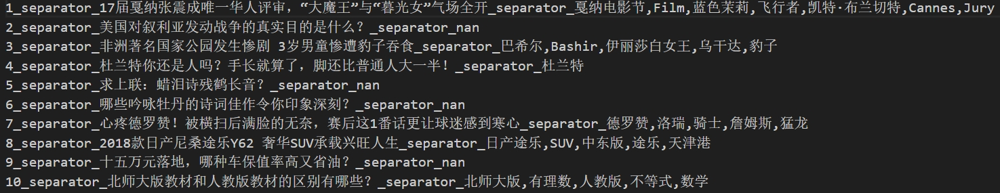 1_separator_17届戛纳张震成唯一华人评审，“大魔王”与“暮光女”气场全开_separator_戛纳电影节,Film,蓝色茉莉,飞行者,凯特·布兰切特,Cannes,Jury
2_separator_美国对叙利亚发动战争的真实目的是什么？_separator_nan
3_separator_非洲著名国家公园发生惨剧 3岁男童惨遭豹子吞食_separator_巴希尔,Bashir,伊丽莎白女王,乌干达,豹子
4_separator_杜兰特你还是人吗？手长就算了，脚还比普通人大一半！_separator_杜兰特
5_separator_求上联：蜡泪诗残鹤长音？_separator_nan
6_separator_哪些吟咏牡丹的诗词佳作令你印象深刻？_separator_nan
7_separator_心疼德罗赞！被横扫后满脸的无奈，赛后这1番话更让球迷感到寒心_separator_德罗赞,洛瑞,骑士,詹姆斯,猛龙
8_separator_2018款日产尼桑途乐Y62 奢华SUV承载兴旺人生_separator_日产途乐,SUV,中东版,途乐,天津港
9_separator_十五万元落地，哪种车保值率高又省油？_separator_nan
10_separator_北师大版教材和人教版教材的区别有哪些？_separator_北师大版,有理数,人教版,不等式,数学